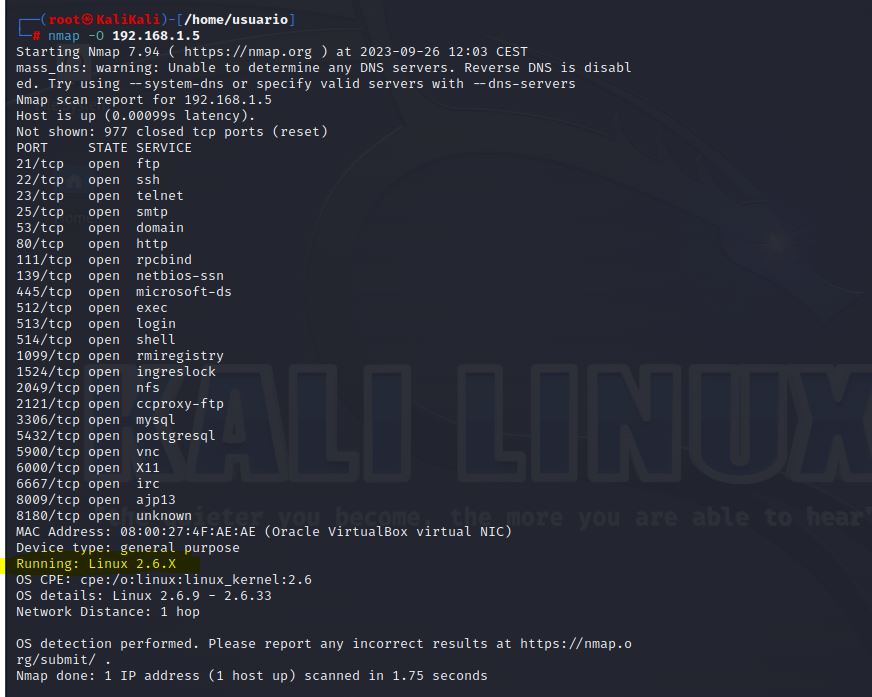 ┌──(root㉿KaliKali)-[/home/usuario]
└─# nmap -O 192.168.1.5
Starting Nmap 7.94 ( https://nmap.org ) at 2023-09-26 12:03 CEST
mass_dns: warning: Unable to determine any DNS servers. Reverse DNS is disabl
ed. Try using --system-dns or specify valid servers with --dns-servers
Nmap scan report for 192.168.1.5
Host is up (0.00099s latency).
Not shown: 977 closed tcp ports (reset)
PORT     STATE SERVICE
21/tcp   open  ftp
22/tcp   open  ssh
23/tcp   open  telnet
25/tcp   open  smtp
53/tcp   open  domain
80/tcp   open  http
111/tcp  open  rpcbind
139/tcp  open  netbios-ssn
445/tcp  open  microsoft-ds
512/tcp  open  exec
513/tcp  open  login
514/tcp  open  shell
1099/tcp open  rmiregistry
1524/tcp open  ingreslock
2049/tcp open  nfs
2121/tcp open  ccproxy-ftp
3306/tcp open  mysql
5432/tcp open  postgresql
5900/tcp open  vnc
6000/tcp open  X11
6667/tcp open  irc
8009/tcp open  ajp13
8180/tcp open  unknown
MAC Address: 08:00:27:4F:AE:AE (Oracle VirtualBox virtual NIC)
Device type: general purpose
Running: Linux 2.6.X
OS CPE: cpe:/o:linux:linux_kernel:2.6
OS details: Linux 2.6.9 - 2.6.33
Network Distance: 1 hop
OS detection performed. Please report any incorrect results at https://nmap.o
rg/submit/ .
Nmap done: 1 IP address (1 host up) scanned in 1.75 seconds
KALI LINUX
you become, the more you are able to hear"